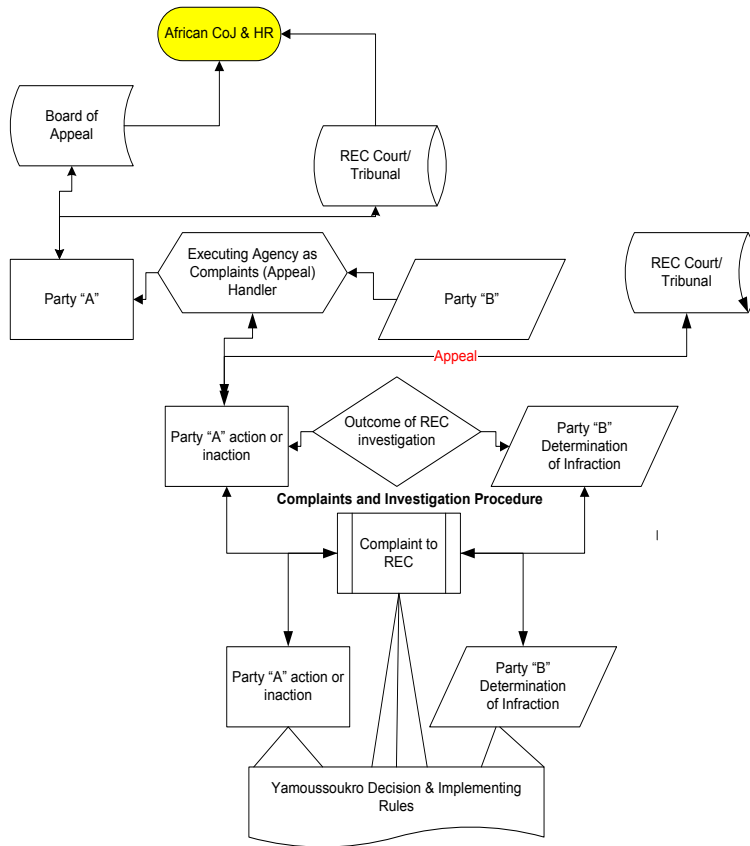 African CoJ & HR
Board of
Appeal
REC Court/
Tribunal
Executing Agency as
Complaints (Appeal)
Handler
REC Court/
Tribunal
Party “A”
Party “B”
Appeal
Party “A” action or
inaction
Outcome of REC
investigation
Party “B”
Determination
of Infraction
Complaints and Investigation Procedure
Complaint to
REC
Party “A” action or
inaction
Party “B”
Determination
of Infraction
Yamoussoukro Decision & Implementing
Rules